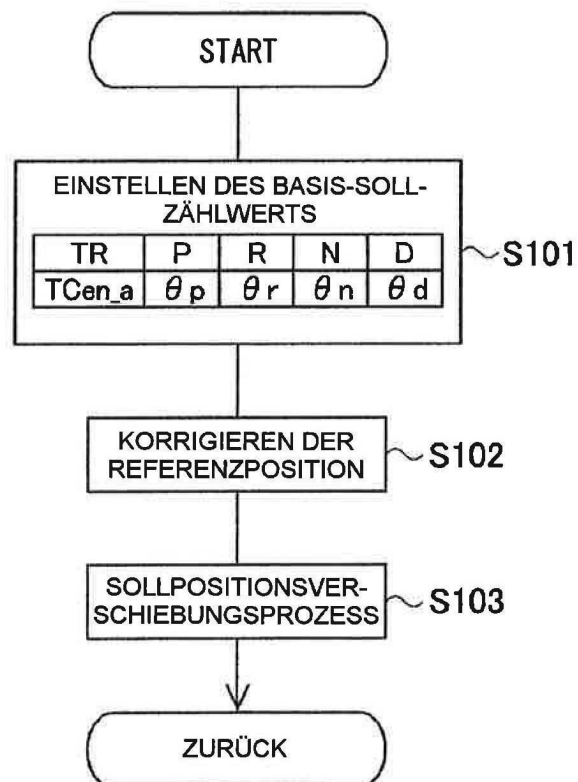 START
EINSTELLEN DES BASIS-SOLL-
ZÄHLWERTS
TR P R N D
TCen_a θp θr θn θd
S101
KORRIGIEREN DER
REFERENZPOSITION
S102
SOLLPOSITIONSVER-
SCHIEBUNGSPROZESS
S103
ZURÜCK